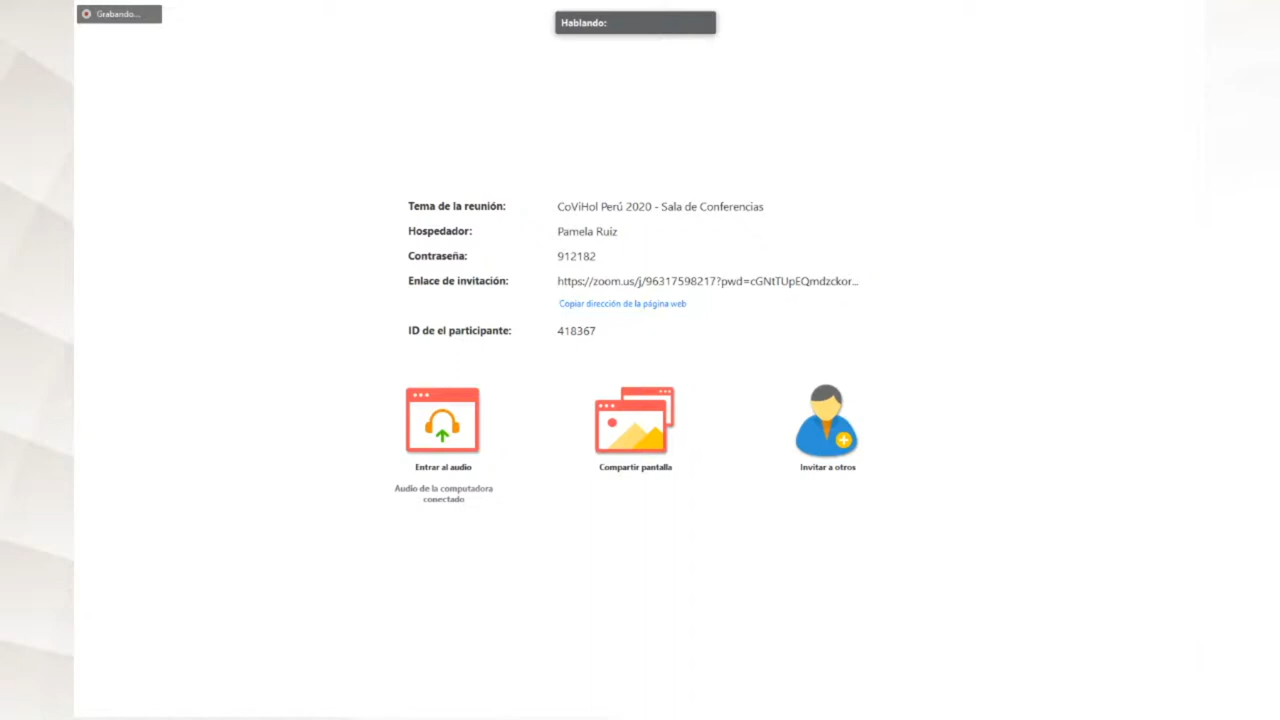 Grabando...
Hablando:
Tema de la reunión: CoViHol Perú 2020 - Sala de Conferencias
Hospedador: Pamela Ruiz
Contraseña: 912182
Enlace de invitación: https://zoom.us/j/96317598217?pwd=cGNtTUpEQmdzckor...
Copiar dirección de la página web
ID de el participante: 418367
Entrar al audio
Compartir pantalla
Invitar a otros
Audio de la computadora
conectado